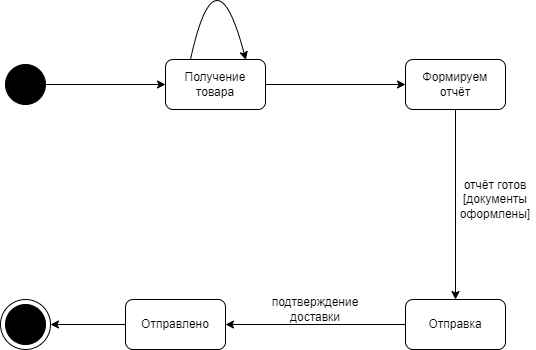 Получение
товара
Формируем
отчёт
отчёт готов
[документы
оформлены]
подтверждение
доставки
Отправлено
Отправка